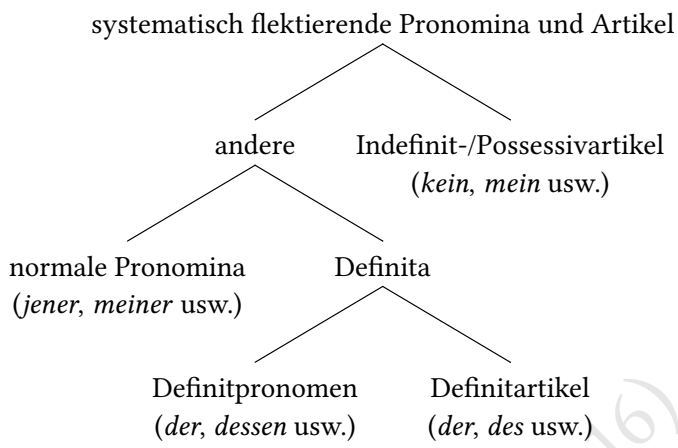 systematisch flektierende Pronomina und Artikel
andere
Indefinit-/Possessivartikel
(kein, mein usw.)
normale Pronomina
(jener, meiner usw.)
Definita
Definitpronomen
(der, dessen usw.)
Definitartikel
(der, des usw.)
16)